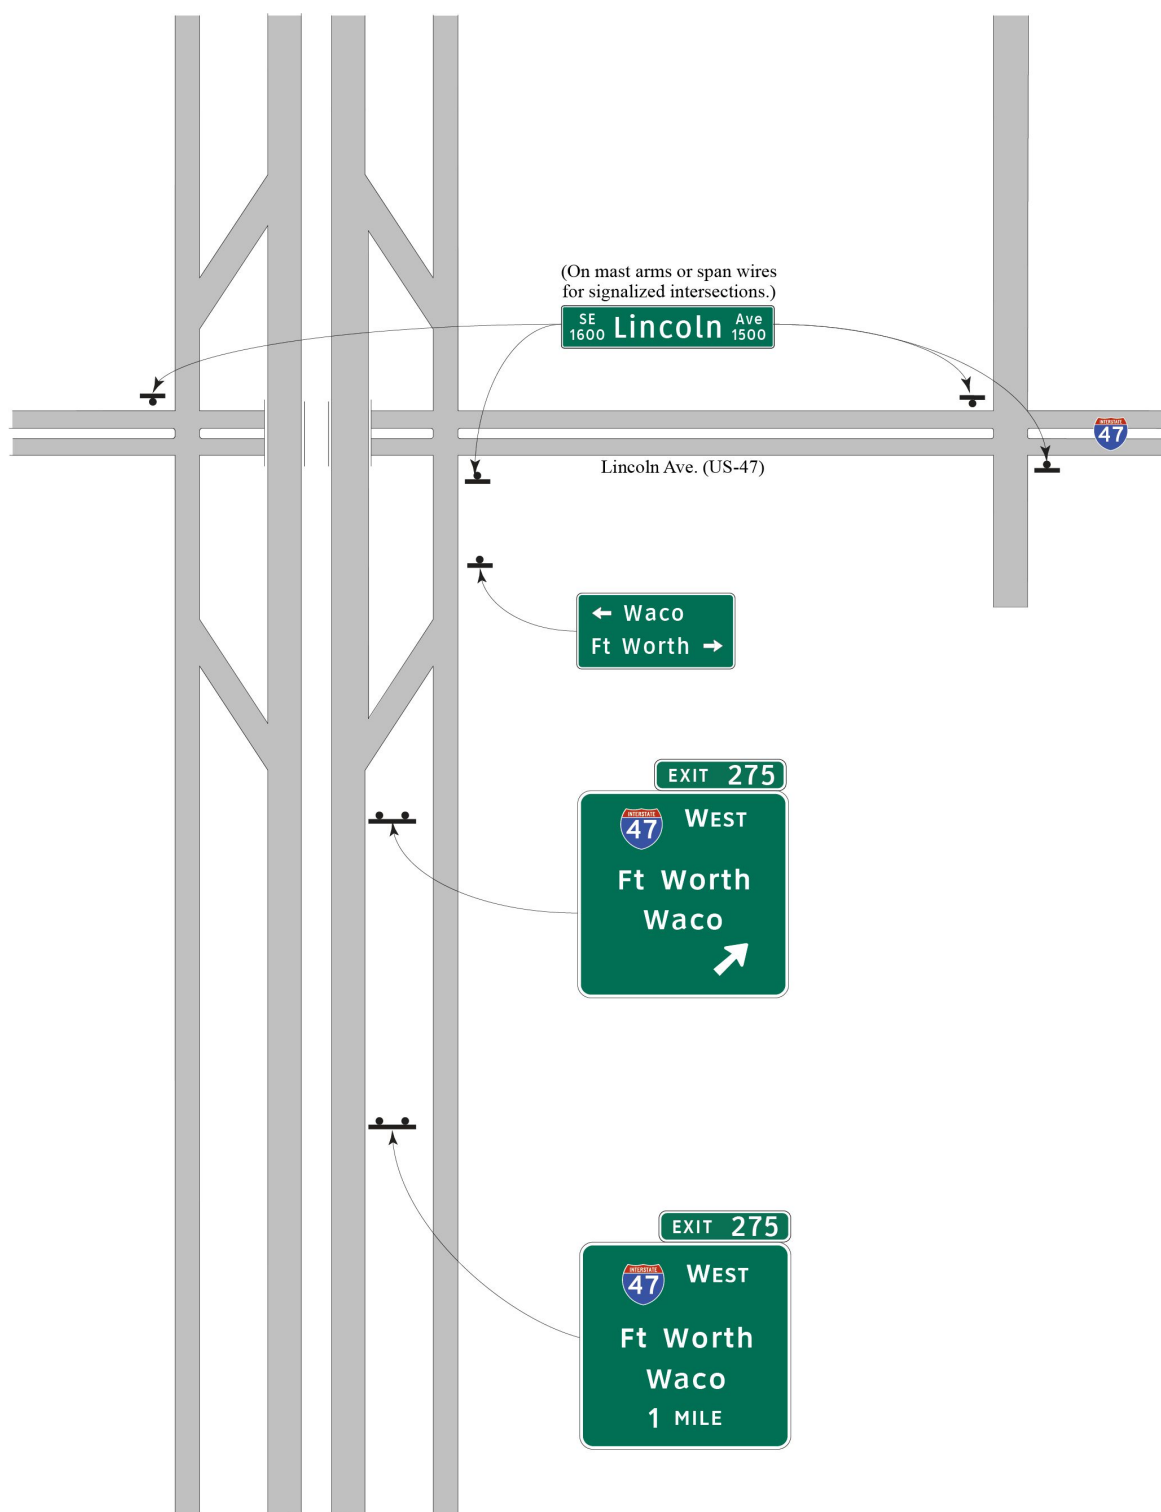 (On mast arms or span wires
for signalized intersections.)
SE 1600 Lincoln Ave 1500
INTERSTATE 47
Lincoln Ave. (US-47)
← Waco
Ft Worth →
EXIT 275
INTERSTATE 47 WEST
Ft Worth
Waco
EXIT 275
INTERSTATE 47 WEST
Ft Worth
Waco
1 MILE